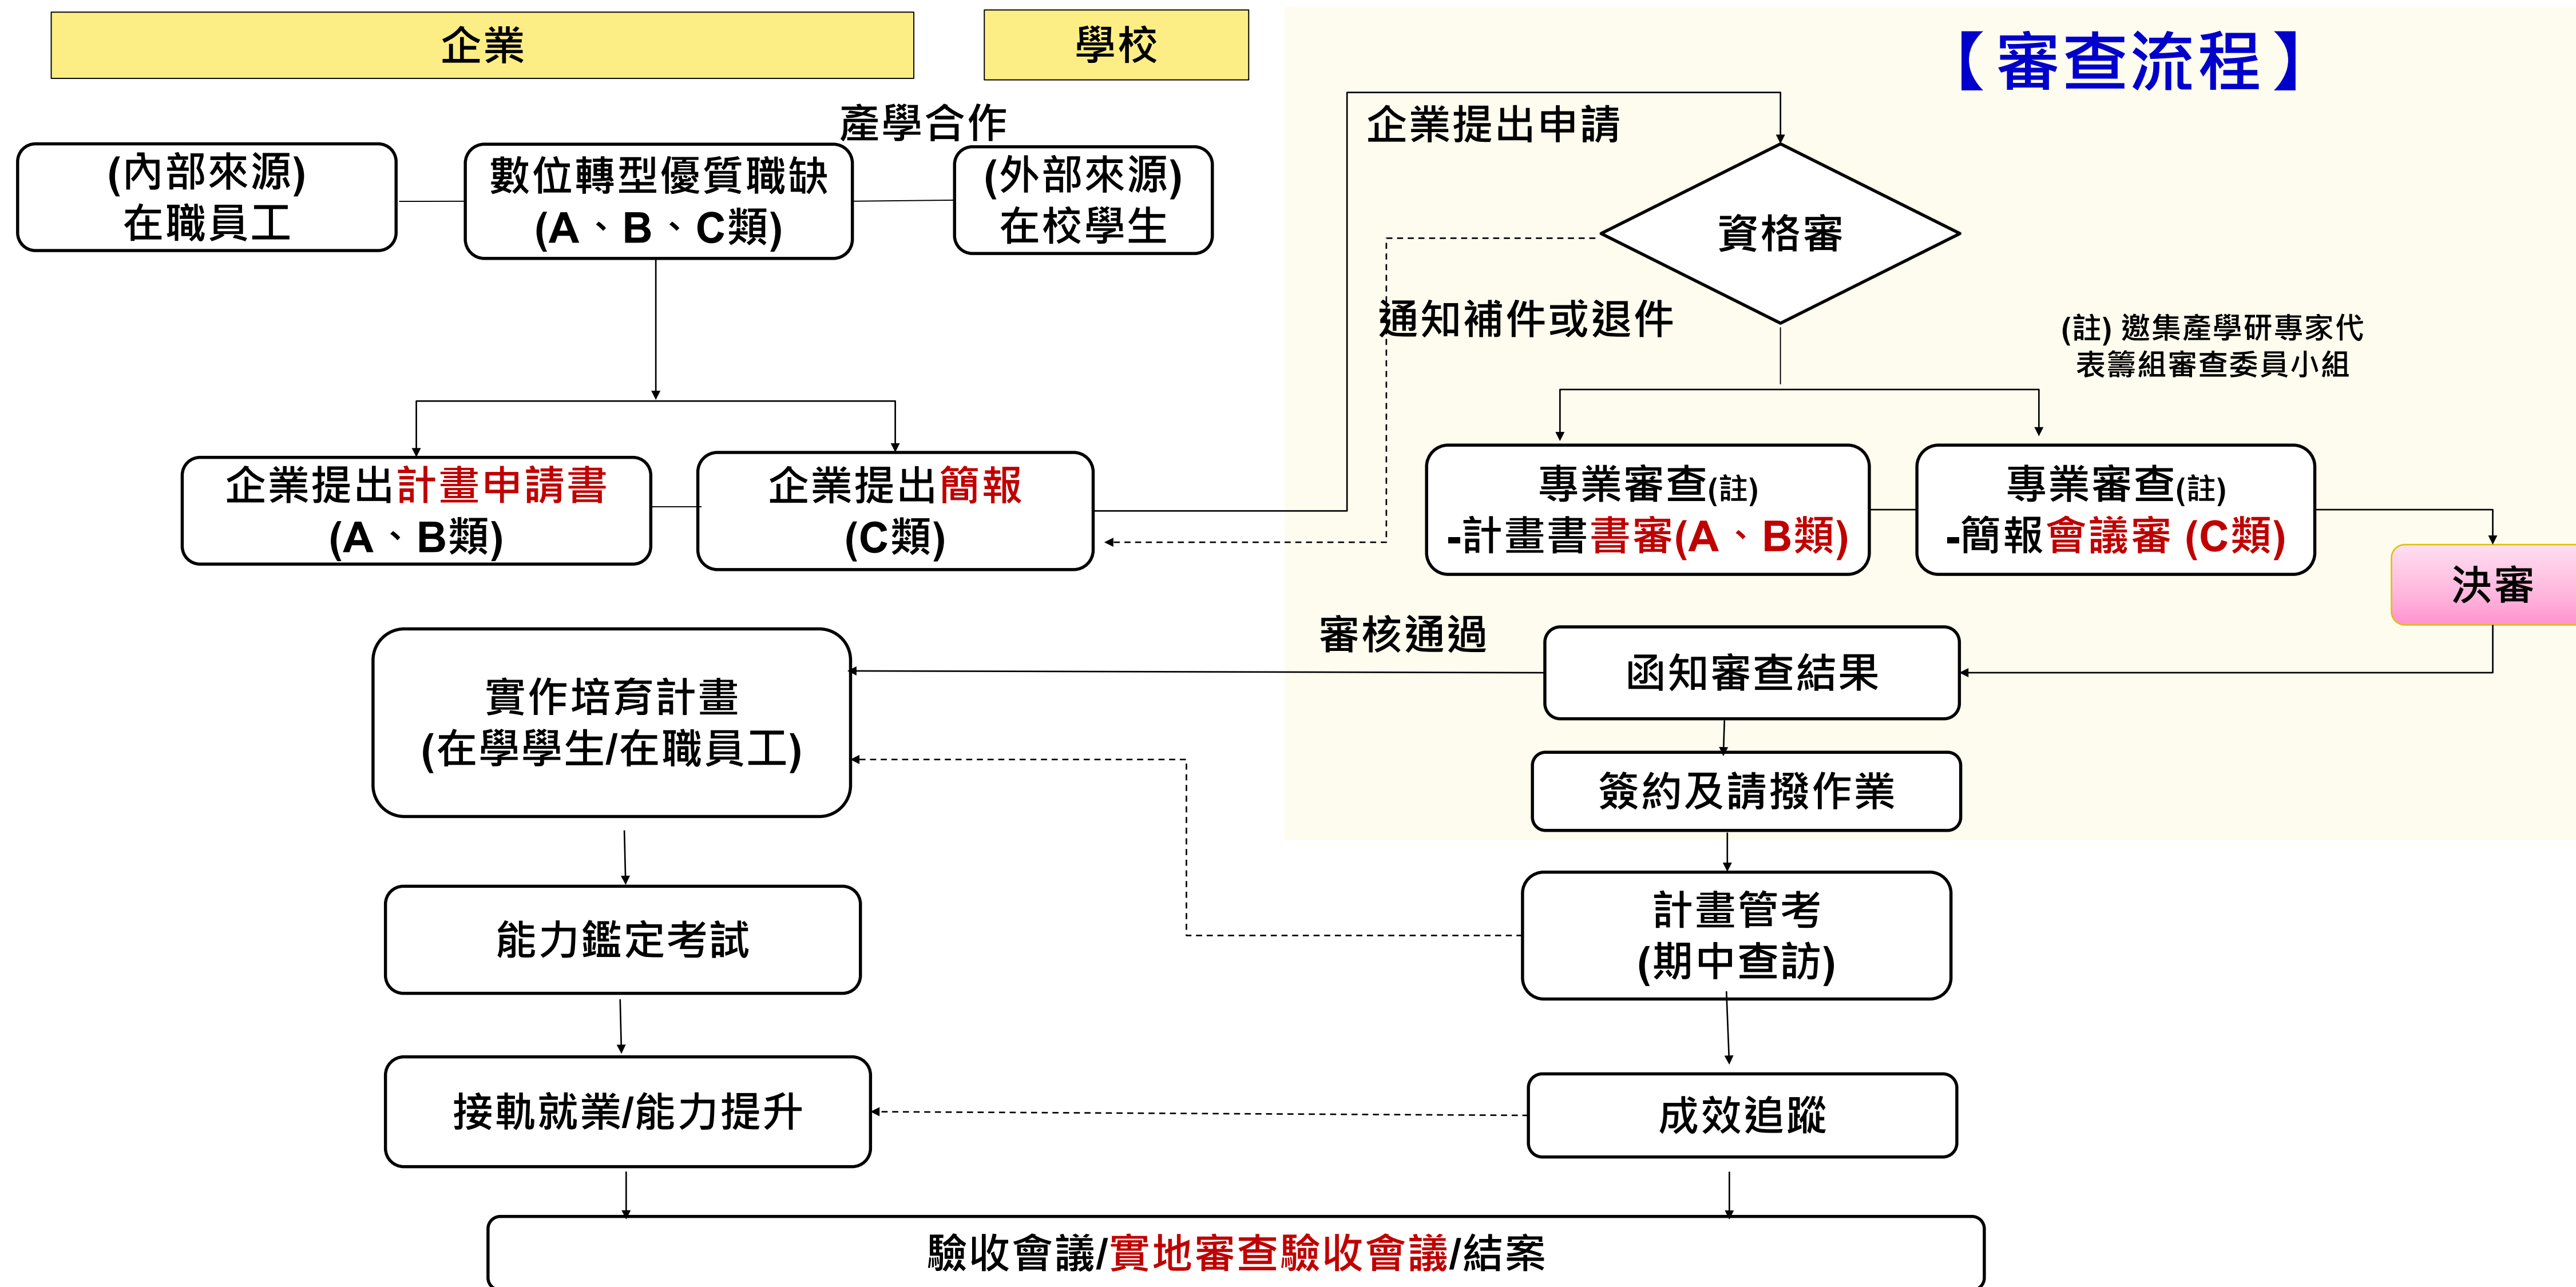 企業
學校
【審查流程】
產學合作
企業提出申請
(內部來源)
在職員工
數位轉型優質職缺
(A、B、C類)
(外部來源)
在校學生
資格審
通知補件或退件
(註) 邀集產學研專家代
表籌組審查委員小組
企業提出計畫申請書
(A、B類)
企業提出簡報
(C類)
專業審查(註)
-計畫書書審(A、B類)
專業審查(註)
-簡報會議審 (C類)
決審
審核通過
函知審查結果
實作培育計畫
(在學學生/在職員工)
簽約及請撥作業
能力鑑定考試
計畫管考
(期中查訪)
接軌就業/能力提升
成效追蹤
驗收會議/實地審查驗收會議/結案